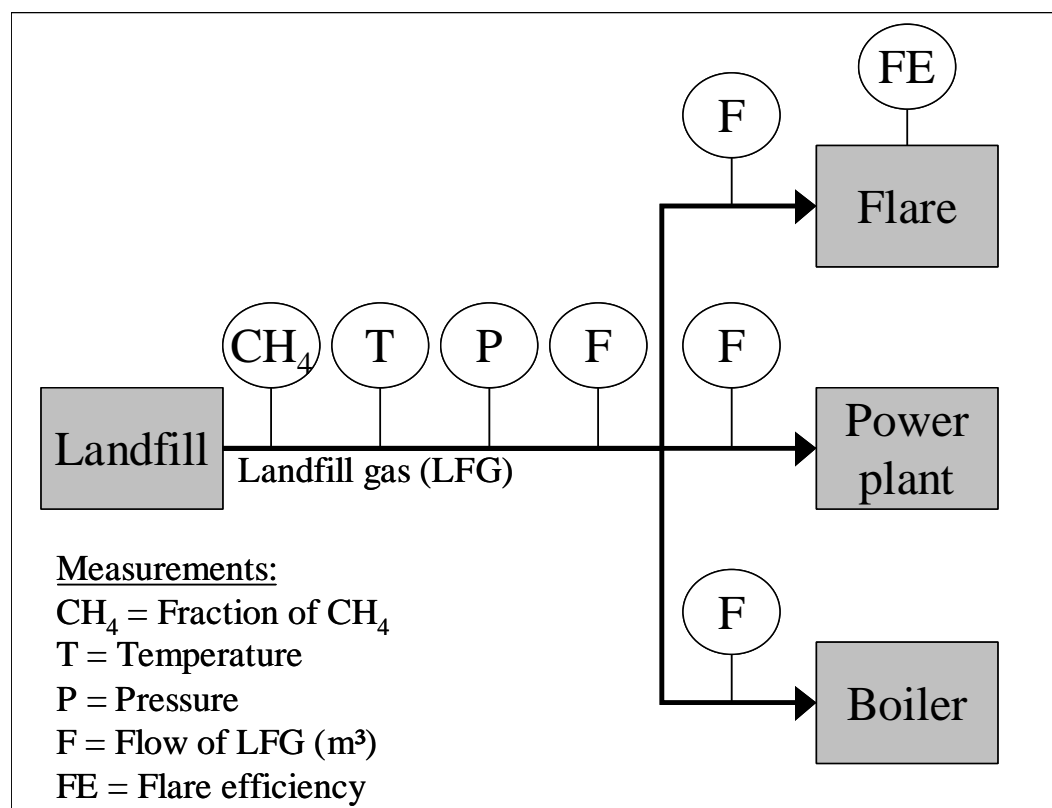 FE
F
Flare
CH₄ T P F F
Landfill
Power
plant
Landfill gas (LFG)
F
Boiler
Measurements:
CH₄ = Fraction of CH₄
T = Temperature
P = Pressure
F = Flow of LFG (m³)
FE = Flare efficiency